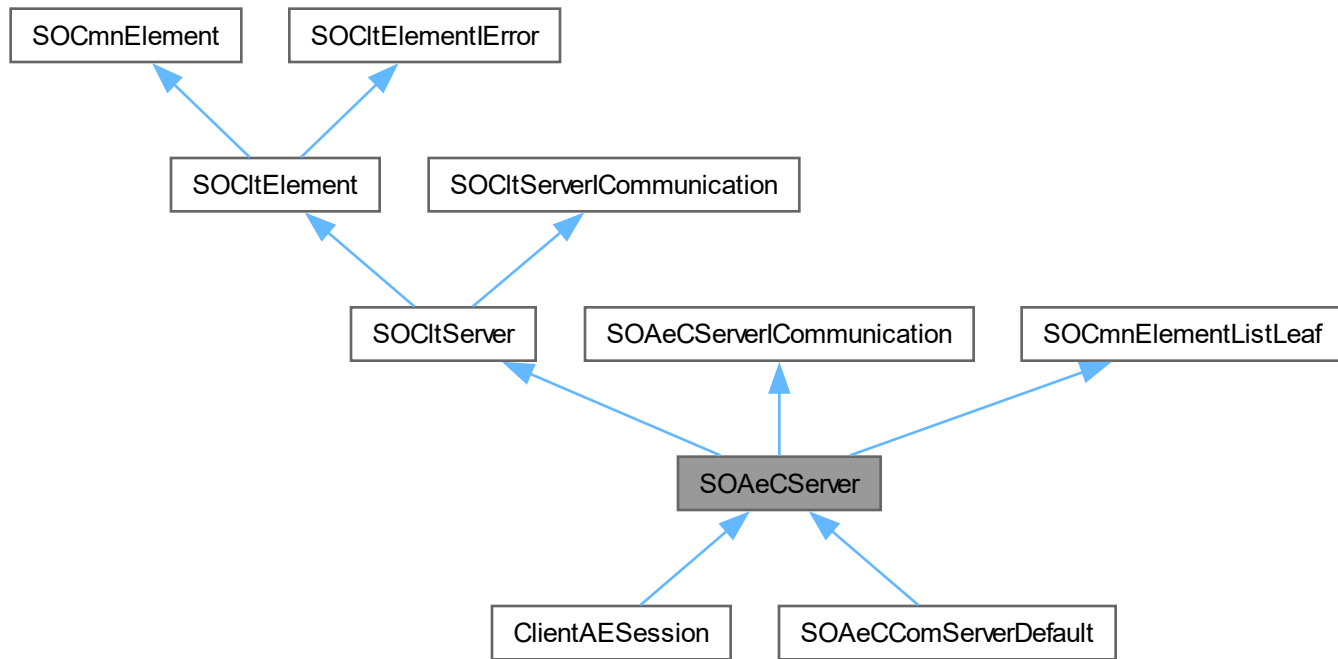 SOCmnElement
SOCltElementIError
SOCltElement
SOCltServerICommunication
SOCltServer
SOAeCServerICommunication
SOCmnElementListLeaf
SOAeCServer
ClientAESession
SOAeCComServerDefault